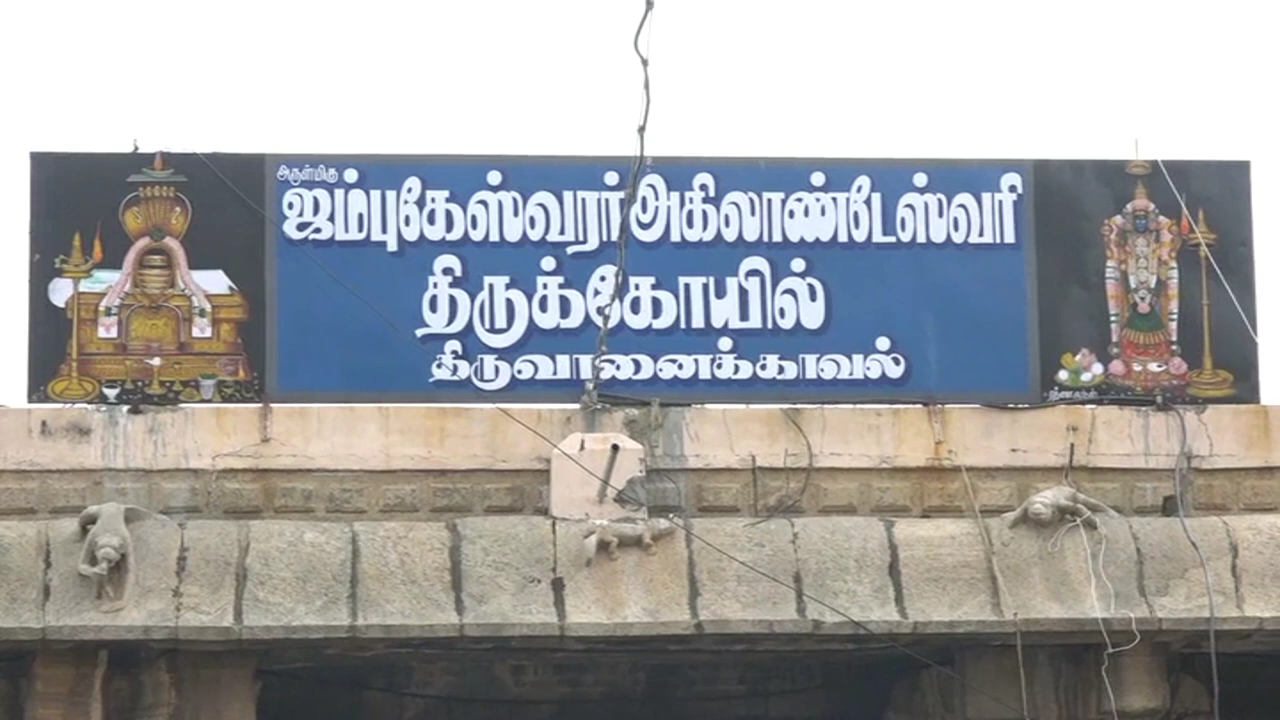 அருள்மிகு
ஜம்புகேஸ்வரர் அகிலாண்டேஸ்வரி
திருக்கோயில்
திருவானைக்காவல்